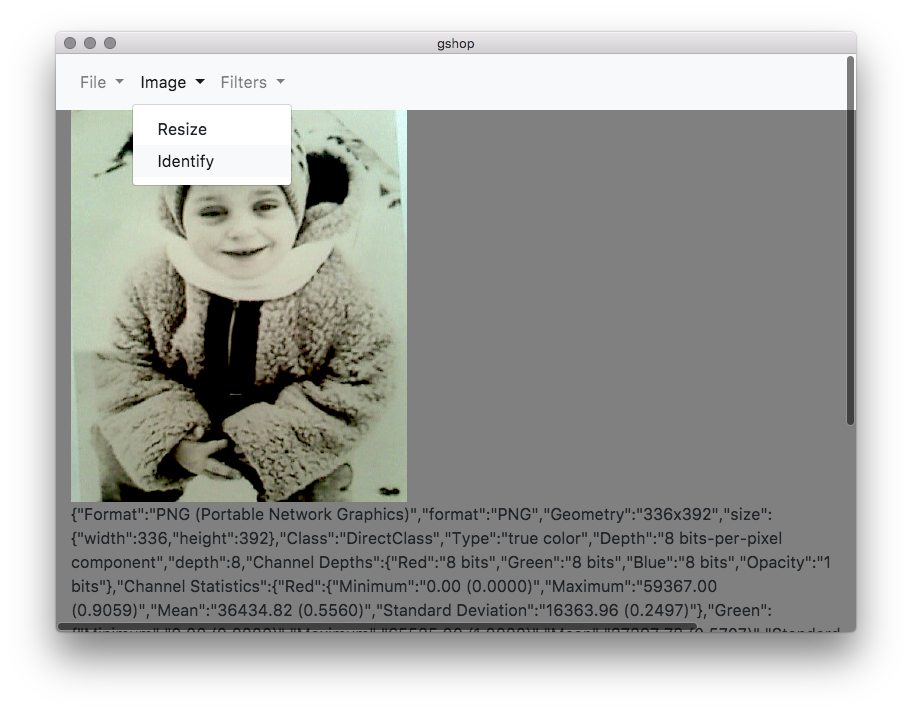 gshop
File Image Filters
Resize
Identify
{"Format":"PNG (Portable Network Graphics)","format":"PNG","Geometry":"336x392","size":
{"width":336,"height":392},"Class":"DirectClass","Type":"true color","Depth":"8 bits-per-pixel
component","depth":8,"Channel Depths":{"Red":"8 bits","Green":"8 bits","Blue":"8 bits","Opacity":"1
bits"},"Channel Statistics":{"Red":{"Minimum":"0.00 (0.0000)","Maximum":"59367.00
(0.9059)","Mean":"36434.82 (0.5560)","Standard Deviation":"16363.96 (0.2497)"},"Green":